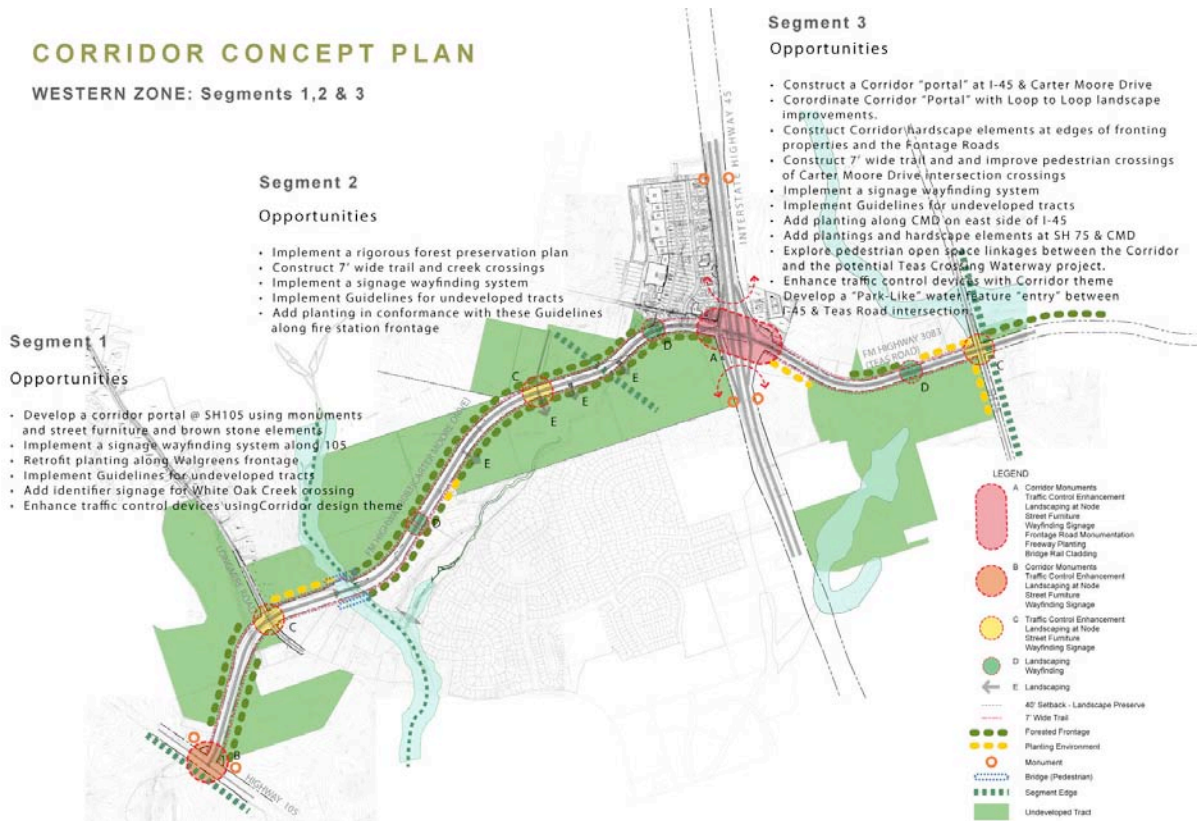 CORRIDOR CONCEPT PLAN
WESTERN ZONE: Segments 1,2 & 3
Segment 1
Opportunities
• Develop a corridor portal @ SH105 using monuments
and street furniture and brown stone elements
• Implement a signage wayfinding system along 105
• Retrofit planting along Walgreens frontage
• Implement Guidelines for undeveloped tracts
• Add identifier signage for White Oak Creek crossing
• Enhance traffic control devices usingCorridor design theme
Segment 2
Opportunities
• Implement a rigorous forest preservation plan
• Construct 7' wide trail and creek crossings
• Implement a signage wayfinding system
• Implement Guidelines for undeveloped tracts
• Add planting in conformance with these Guidelines
along fire station frontage
Segment 3
Opportunities
• Construct a Corridor "portal" at I-45 & Carter Moore Drive
• Corordinate Corridor "Portal" with Loop to Loop landscape
improvements.
• Construct Corridor hardscape elements at edges of fronting
properties and the Fontage Roads
• Construct 7' wide trail and and improve pedestrian crossings
of Carter Moore Drive intersection crossings
• Implement a signage wayfinding system
• Implement Guidelines for undeveloped tracts
• Add planting along CMD on east side of I-45
• Add plantings and hardscape elements at SH 75 & CMD
• Explore pedestrian open space linkages between the Corridor
and the potential Teas Crossing Waterway project.
• Enhance traffic control devices with Corridor theme
• Develop a "Park-Like" water feature "entry" between
I-45 & Teas Road intersection
INTERSTATE HIGHWAY 45
FM HIGHWAY 3083
(TEAS ROAD)
FM HIGHWAY 3083 (CARTER MOORE DRIVE)
LONGMIRE ROAD
HIGHWAY 105
A
B
C
C
C
D
D
D
E
E
E
E
LEGEND
A Corridor Monuments
Traffic Control Enhancement
Landscaping at Node
Street Furniture
Wayfinding Signage
Frontage Road Monumentation
Freeway Planting
Bridge Rail Cladding
B Corridor Monuments
Traffic Control Enhancement
Landscaping at Node
Street Furniture
Wayfinding Signage
C Traffic Control Enhancement
Landscaping at Node
Street Furniture
Wayfinding Signage
D Landscaping
Wayfinding
E Landscaping
40' Setback - Landscape Preserve
7' Wide Trail
Forested Frontage
Planting Environment
Monument
Bridge (Pedestrian)
Segment Edge
Undeveloped Tract